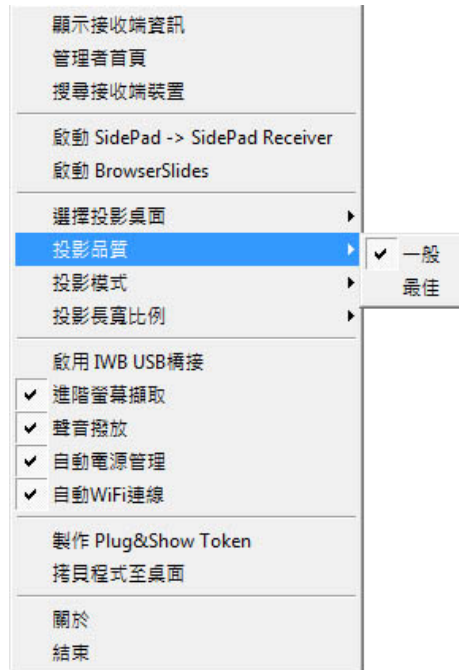 顯示接收端資訊
管理者首頁
搜尋接收端裝置
啟動 SidePad -> SidePad Receiver
啟動 BrowserSlides
選擇投影桌面
投影品質
一般
最佳
投影模式
投影長寬比例
啟用 IWB USB橋接
進階螢幕擷取
聲音撥放
自動電源管理
自動WiFi連線
製作 Plug&Show Token
拷貝程式至桌面
關於
結束